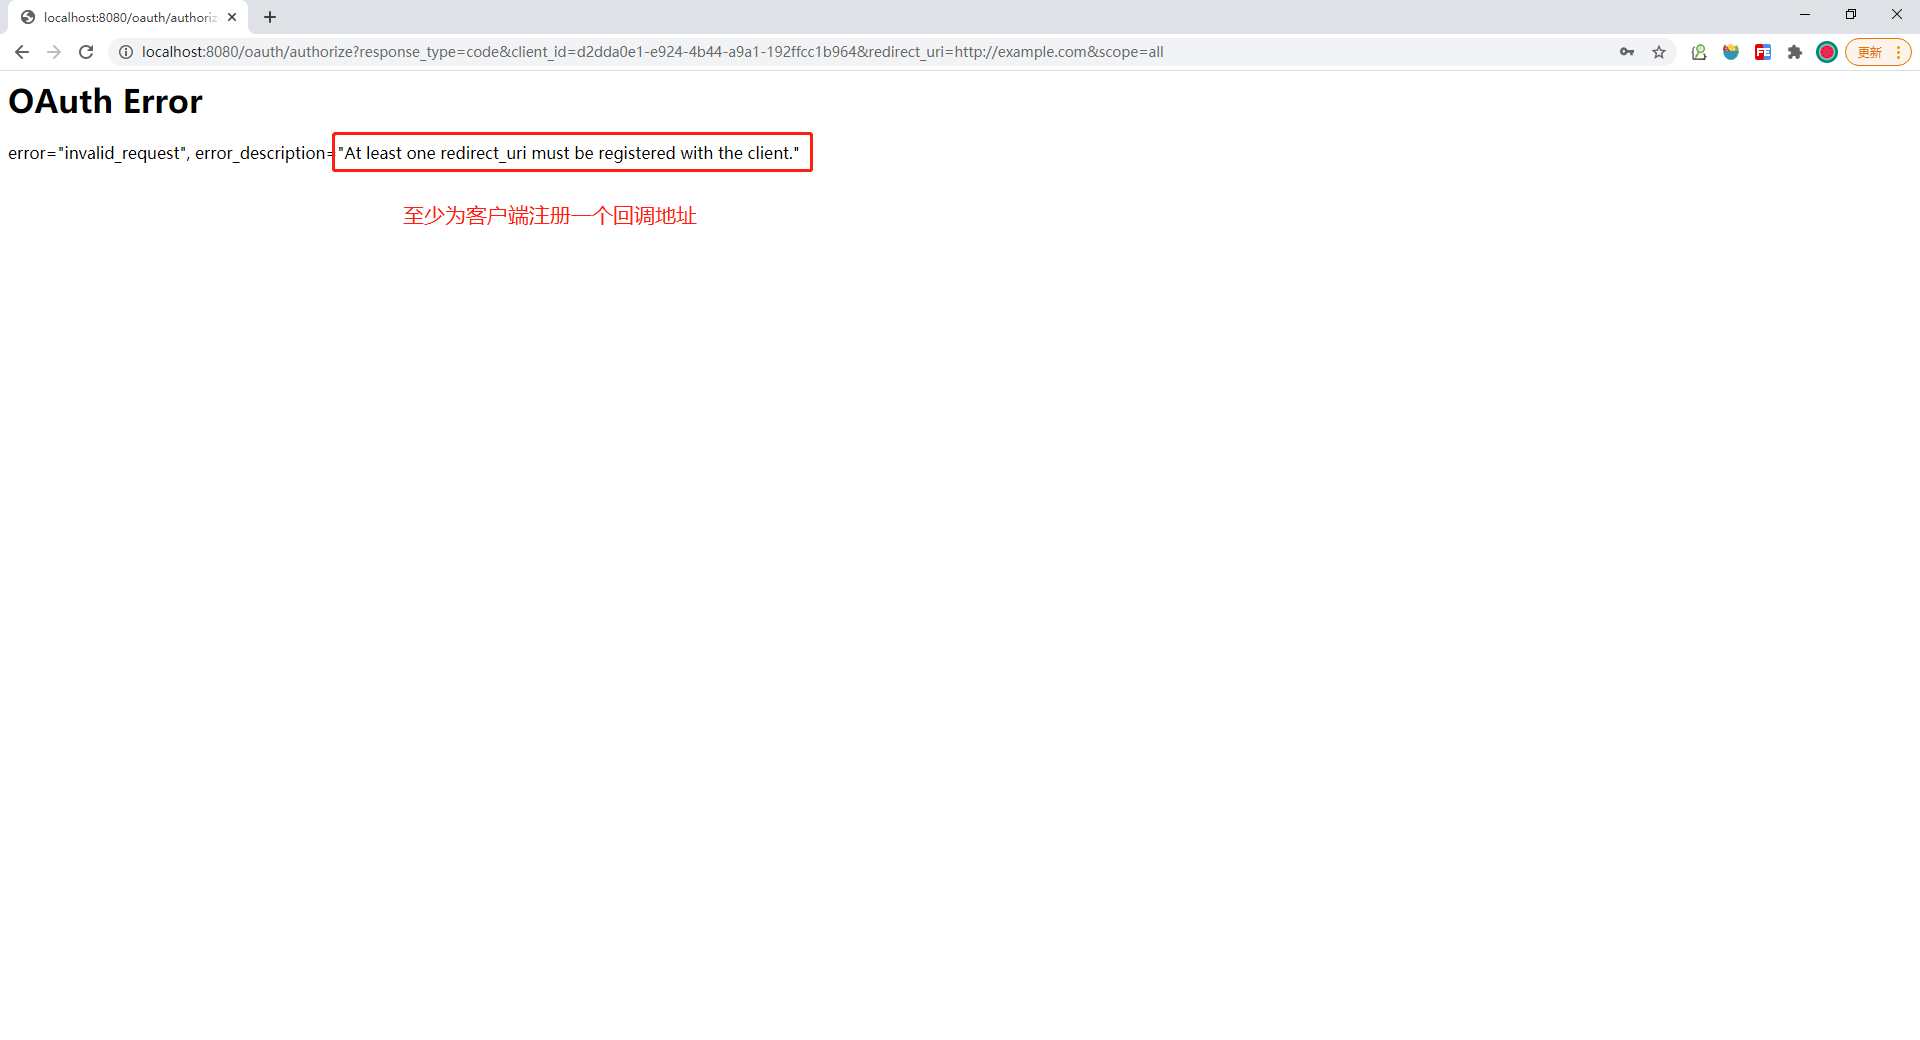 localhost:8080/oauth/authoriz
localhost:8080/oauth/authorize?response_type=code&client_id=d2dda0e1-e924-4b44-a9a1-192ffcc1b964&redirect_uri=http://example.com&scope=all
FE
更新
OAuth Error
error="invalid_request", error_description="At least one redirect_uri must be registered with the client."
至少为客户端注册一个回调地址